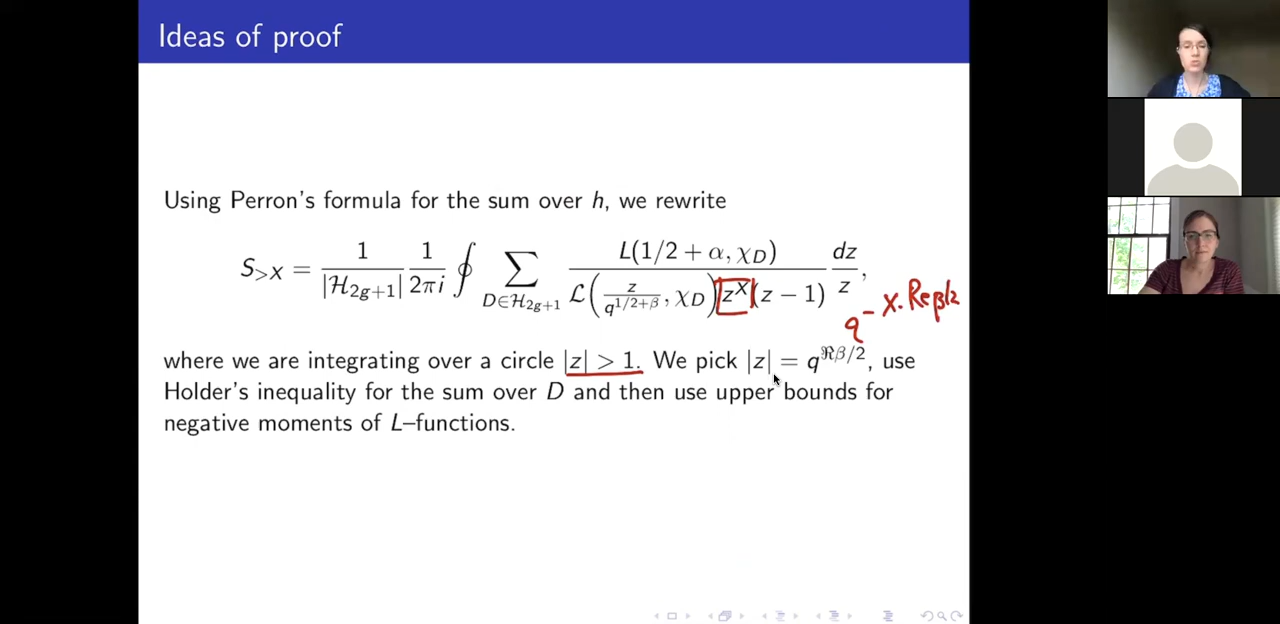 Ideas of proof
Using Perron's formula for the sum over h, we rewrite
S_{>X} = \frac{1}{|\mathcal{H}_{2g+1}|} \frac{1}{2\pi i} \oint \sum_{D \in \mathcal{H}_{2g+1}} \frac{L(1/2 + \alpha, \chi_D)}{\mathcal{L}\left(\frac{z}{q^{1/2+\beta}}, \chi_D\right) z^X (z - 1)} \frac{dz}{z},
q^{-X \cdot Re β/2}
where we are integrating over a circle |z| > 1. We pick |z| = q^{ℜβ/2}, use
Holder's inequality for the sum over D and then use upper bounds for
negative moments of L–functions.